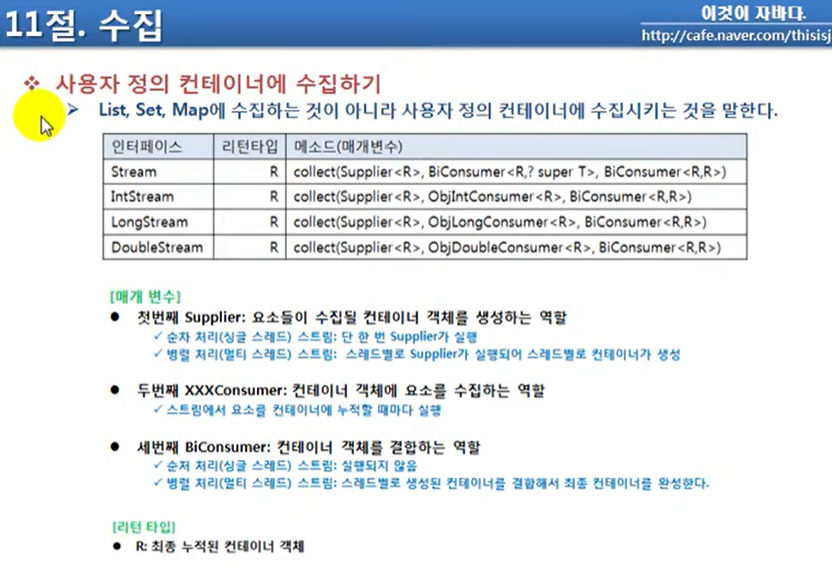 11절. 수집
이것이 자바다.
http://cafe.naver.com/thisisj
❖ 사용자 정의 컨테이너에 수집하기
➢ List, Set, Map에 수집하는 것이 아니라 사용자 정의 컨테이너에 수집시키는 것을 말한다.
인터페이스 리턴타입 메소드(매개변수)
Stream R collect(Supplier<R>, BiConsumer<R,? super T>, BiConsumer<R,R>)
IntStream R collect(Supplier<R>, ObjIntConsumer<R>, BiConsumer<R,R>)
LongStream R collect(Supplier<R>, ObjLongConsumer<R>, BiConsumer<R,R>)
DoubleStream R collect(Supplier<R>, ObjDoubleConsumer<R>, BiConsumer<R,R>)
[매개 변수]
● 첫번째 Supplier: 요소들이 수집될 컨테이너 객체를 생성하는 역할
✓ 순차 처리(싱글 스레드) 스트림: 단 한 번 Supplier가 실행
✓ 병렬 처리(멀티 스레드) 스트림: 스레드별로 Supplier가 실행되어 스레드별로 컨테이너가 생성
● 두번째 XXXConsumer: 컨테이너 객체에 요소를 수집하는 역할
✓ 스트림에서 요소를 컨테이너에 누적할 때마다 실행
● 세번째 BiConsumer: 컨테이너 객체를 결합하는 역할
✓ 순처 처리(싱글 스레드) 스트림: 실행되지 않음
✓ 병렬 처리(멀티 스레드) 스트림: 스레드별로 생성된 컨테이너를 결합해서 최종 컨테이너를 완성한다.
[리턴 타입]
● R: 최종 누적된 컨테이너 객체